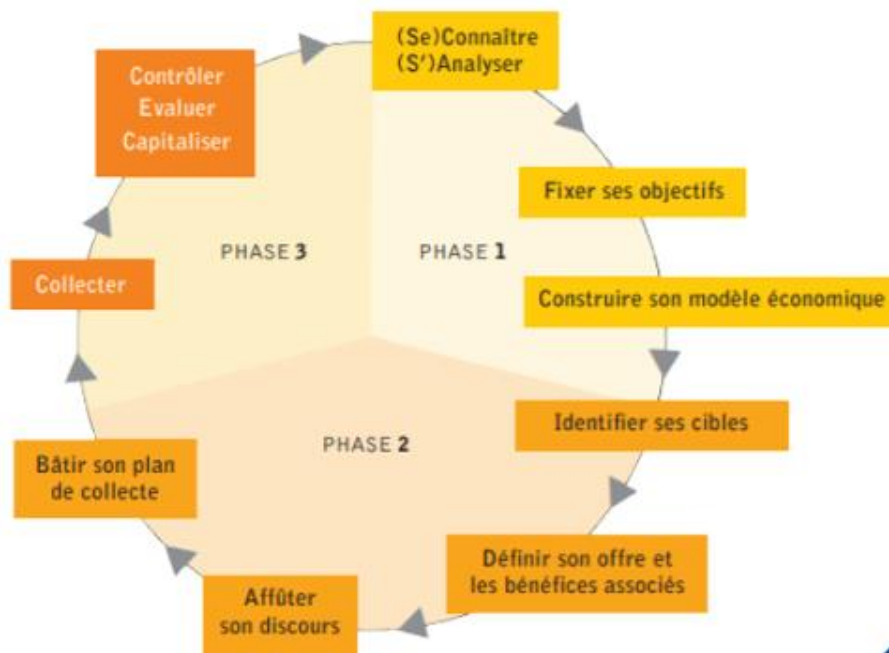 (Se)Connaître
(S')Analyser
Fixer ses objectifs
Construire son modèle économique
Identifier ses cibles
Définir son offre et
les bénéfices associés
Affûter
son discours
Bâtir son plan
de collecte
Collecter
Contrôler
Evaluer
Capitaliser
PHASE 1
PHASE 2
PHASE 3